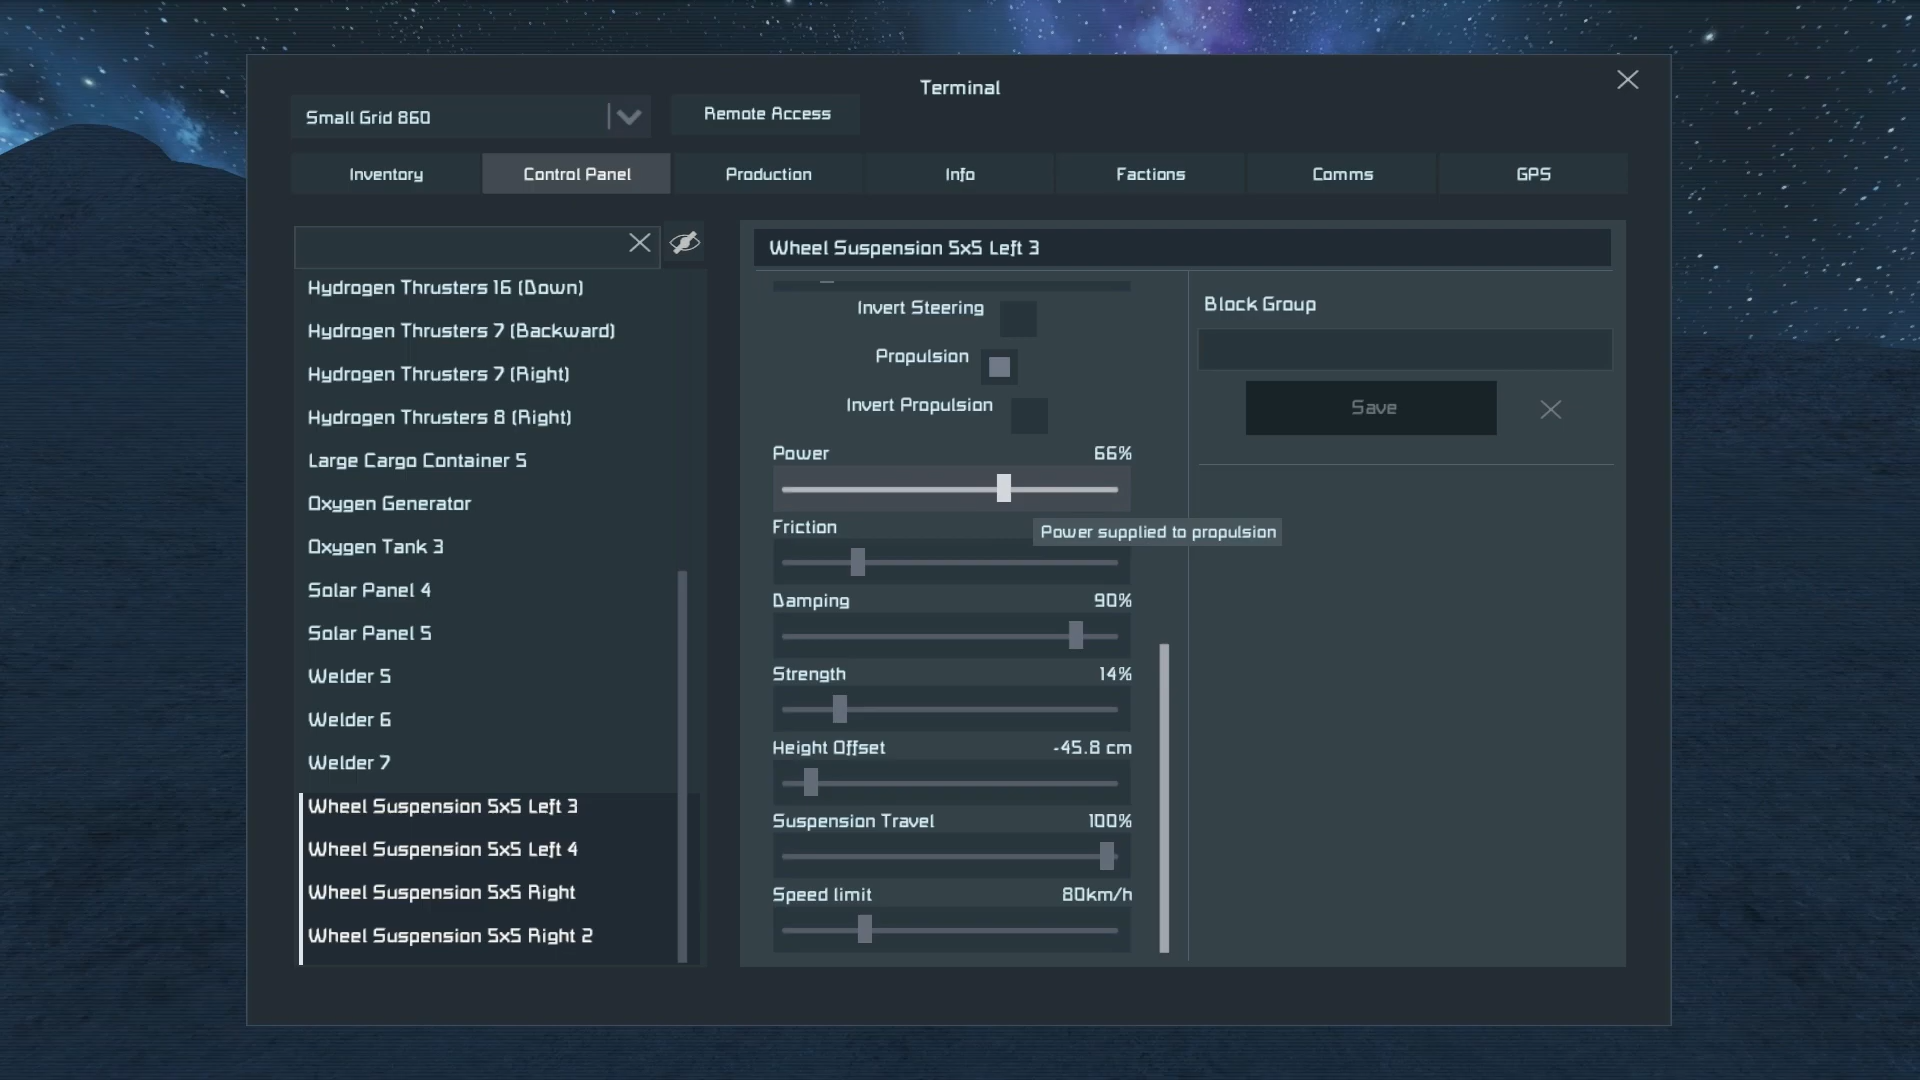 Terminal
Small Grid 860
Remote Access
Inventory
Control Panel
Production
Info
Factions
Comms
GPS
Hydrogen Thrusters 16 (Down)
Hydrogen Thrusters 7 (Backward)
Hydrogen Thrusters 7 (Right)
Hydrogen Thrusters 8 (Right)
Large Cargo Container 5
Oxygen Generator
Oxygen Tank 3
Solar Panel 4
Solar Panel 5
Welder 5
Welder 6
Welder 7
Wheel Suspension 5x5 Left 3
Wheel Suspension 5x5 Left 4
Wheel Suspension 5x5 Right
Wheel Suspension 5x5 Right 2
Wheel Suspension 5x5 Left 3
Invert Steering
Propulsion
Invert Propulsion
Power 66%
Friction
Power supplied to propulsion
Damping 90%
Strength 14%
Height Offset -45.8 cm
Suspension Travel 100%
Speed limit 80km/h
Block Group
Save